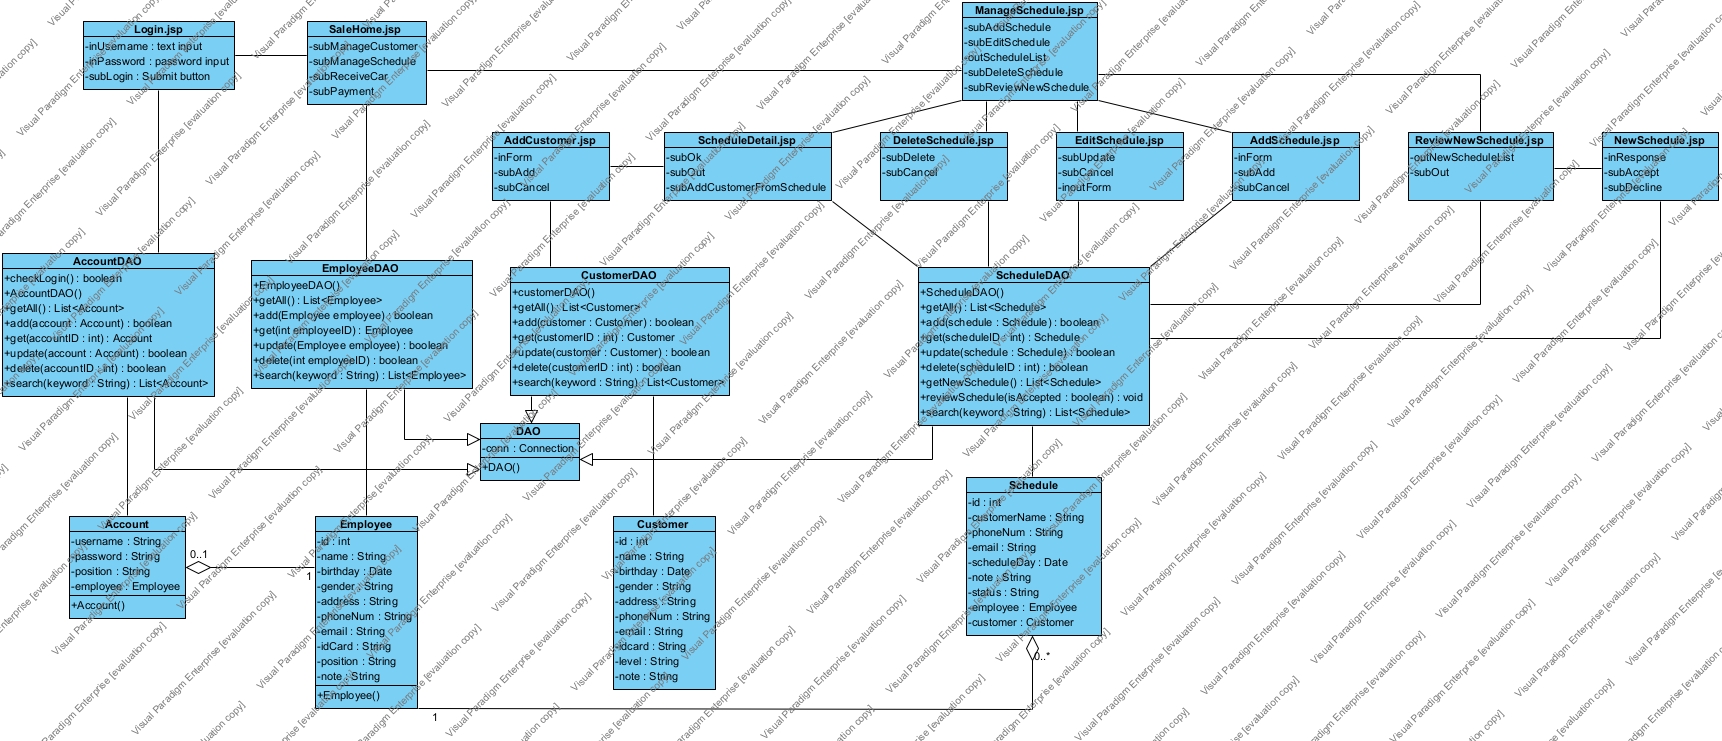 ManageSchedule.jsp
-subAddSchedule
-subEditSchedule
-outScheduleList
-subDeleteSchedule
-subReviewNewSchedule
Login.jsp
-inUsername : text input
-inPassword : password input
-subLogin : Submit button
SaleHome.jsp
-subManageCustomer
-subManageSchedule
-subReceiveCar
-subPayment
AddCustomer.jsp
-inForm
-subAdd
-subCancel
ScheduleDetail.jsp
-subOk
-subOut
-subAddCustomerFromSchedule
DeleteSchedule.jsp
-subDelete
-subCancel
EditSchedule.jsp
-subUpdate
-subCancel
-inoutForm
AddSchedule.jsp
-inForm
-subAdd
-subCancel
ReviewNewSchedule.jsp
-outNewScheduleList
-subOut
NewSchedule.jsp
-inResponse
-subAccept
-subDecline
AccountDAO
+checkLogin() : boolean
+AccountDAO()
+getAll() : List<Account>
+add(account : Account) : boolean
+get(accountID : int) : Account
+update(account : Account) : boolean
+delete(accountID : int) : boolean
+search(keyword : String) : List<Account>
EmployeeDAO
+EmployeeDAO()
+getAll() : List<Employee>
+add(Employee employee) : boolean
+get(int employeeID) : Employee
+update(Employee employee) : boolean
+delete(int employeeID) : boolean
+search(keyword : String) : List<Employee>
CustomerDAO
+customerDAO()
+getAll() : List<Customer>
+add(customer : Customer) : boolean
+get(customerID : int) : Customer
+update(customer : Customer) : boolean
+delete(customerID : int) : boolean
+search(keyword : String) : List<Customer>
ScheduleDAO
+ScheduleDAO()
+getAll() : List<Schedule>
+add(schedule : Schedule) : boolean
+get(scheduleID : int) : Schedule
+update(schedule : Schedule) : boolean
+delete(scheduleID : int) : boolean
+getNewSchedule() : List<Schedule>
+reviewSchedule(isAccepted : boolean) : void
+search(keyword : String) : List<Schedule>
DAO
-conn : Connection
+DAO()
Account
-username : String
-password : String
-position : String
-employee : Employee
+Account()
0..1
1
Employee
-id : int
-name : String
-birthday : Date
-gender : String
-address : String
-phoneNum : String
-email : String
-idCard : String
-position : String
-note : String
+Employee()
1
Customer
-id : int
-name : String
-birthday : Date
-gender : String
-address : String
-phoneNum : String
-email : String
-idcard : String
-level : String
-note : String
Schedule
-id : int
-customerName : String
-phoneNum : String
-email : String
-scheduleDay : Date
-note : String
-status : String
-employee : Employee
-customer : Customer
0..*
Visual Paradigm Enterprise [evaluation copy]